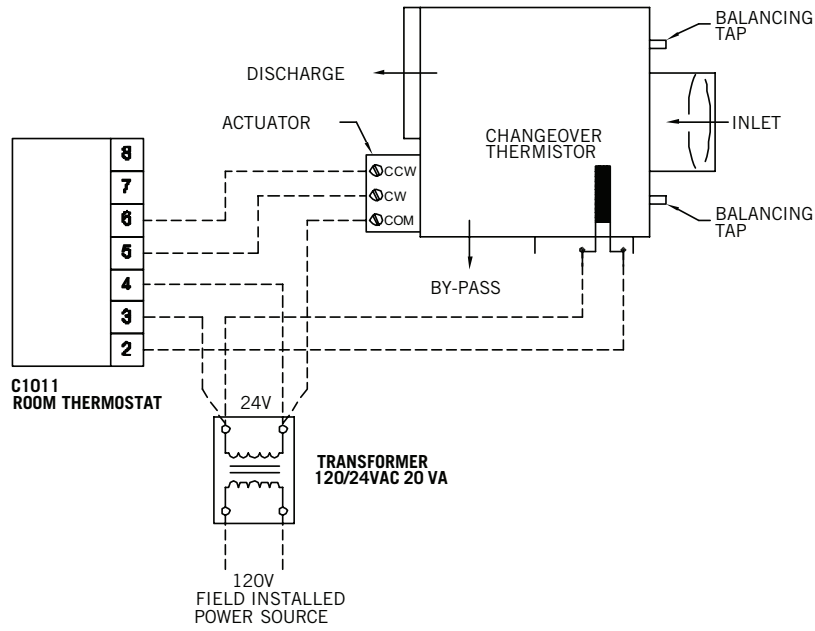 BALANCING
TAP
DISCHARGE
ACTUATOR
CHANGEOVER
THERMISTOR
INLET
8
7
6
5
4
3
2
CCW
CW
COM
BALANCING
TAP
BY-PASS
C1011
ROOM THERMOSTAT
24V
TRANSFORMER
120/24VAC 20 VA
120V
FIELD INSTALLED
POWER SOURCE